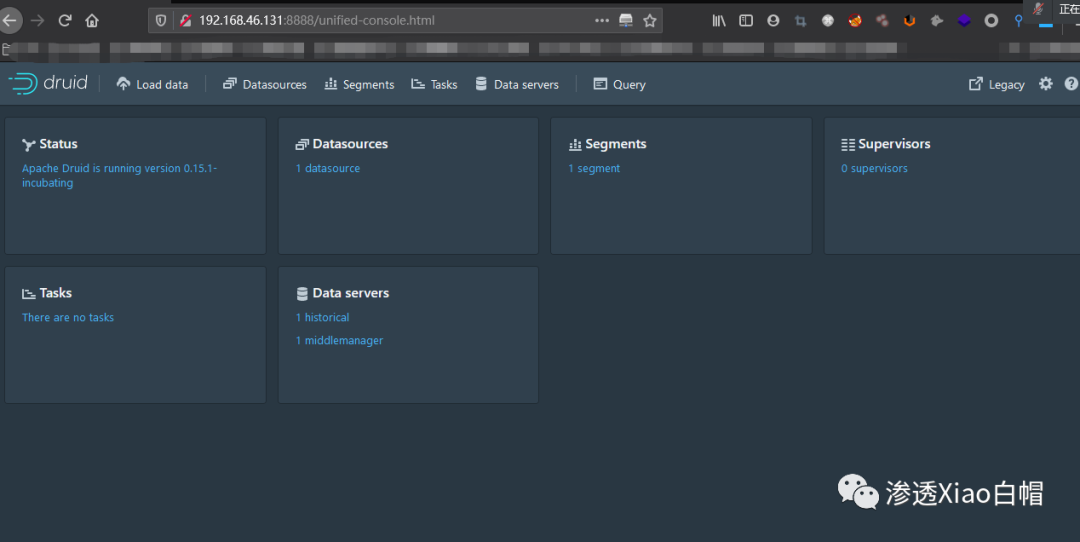 正在
192.168.46.131:8888/unified-console.html
druid Load data Datasources Segments Tasks Data servers Query Legacy
Status
Apache Druid is running version 0.15.1-
incubating
Datasources
1 datasource
Segments
1 segment
Supervisors
0 supervisors
Tasks
There are no tasks
Data servers
1 historical
1 middlemanager
渗透Xiao白帽